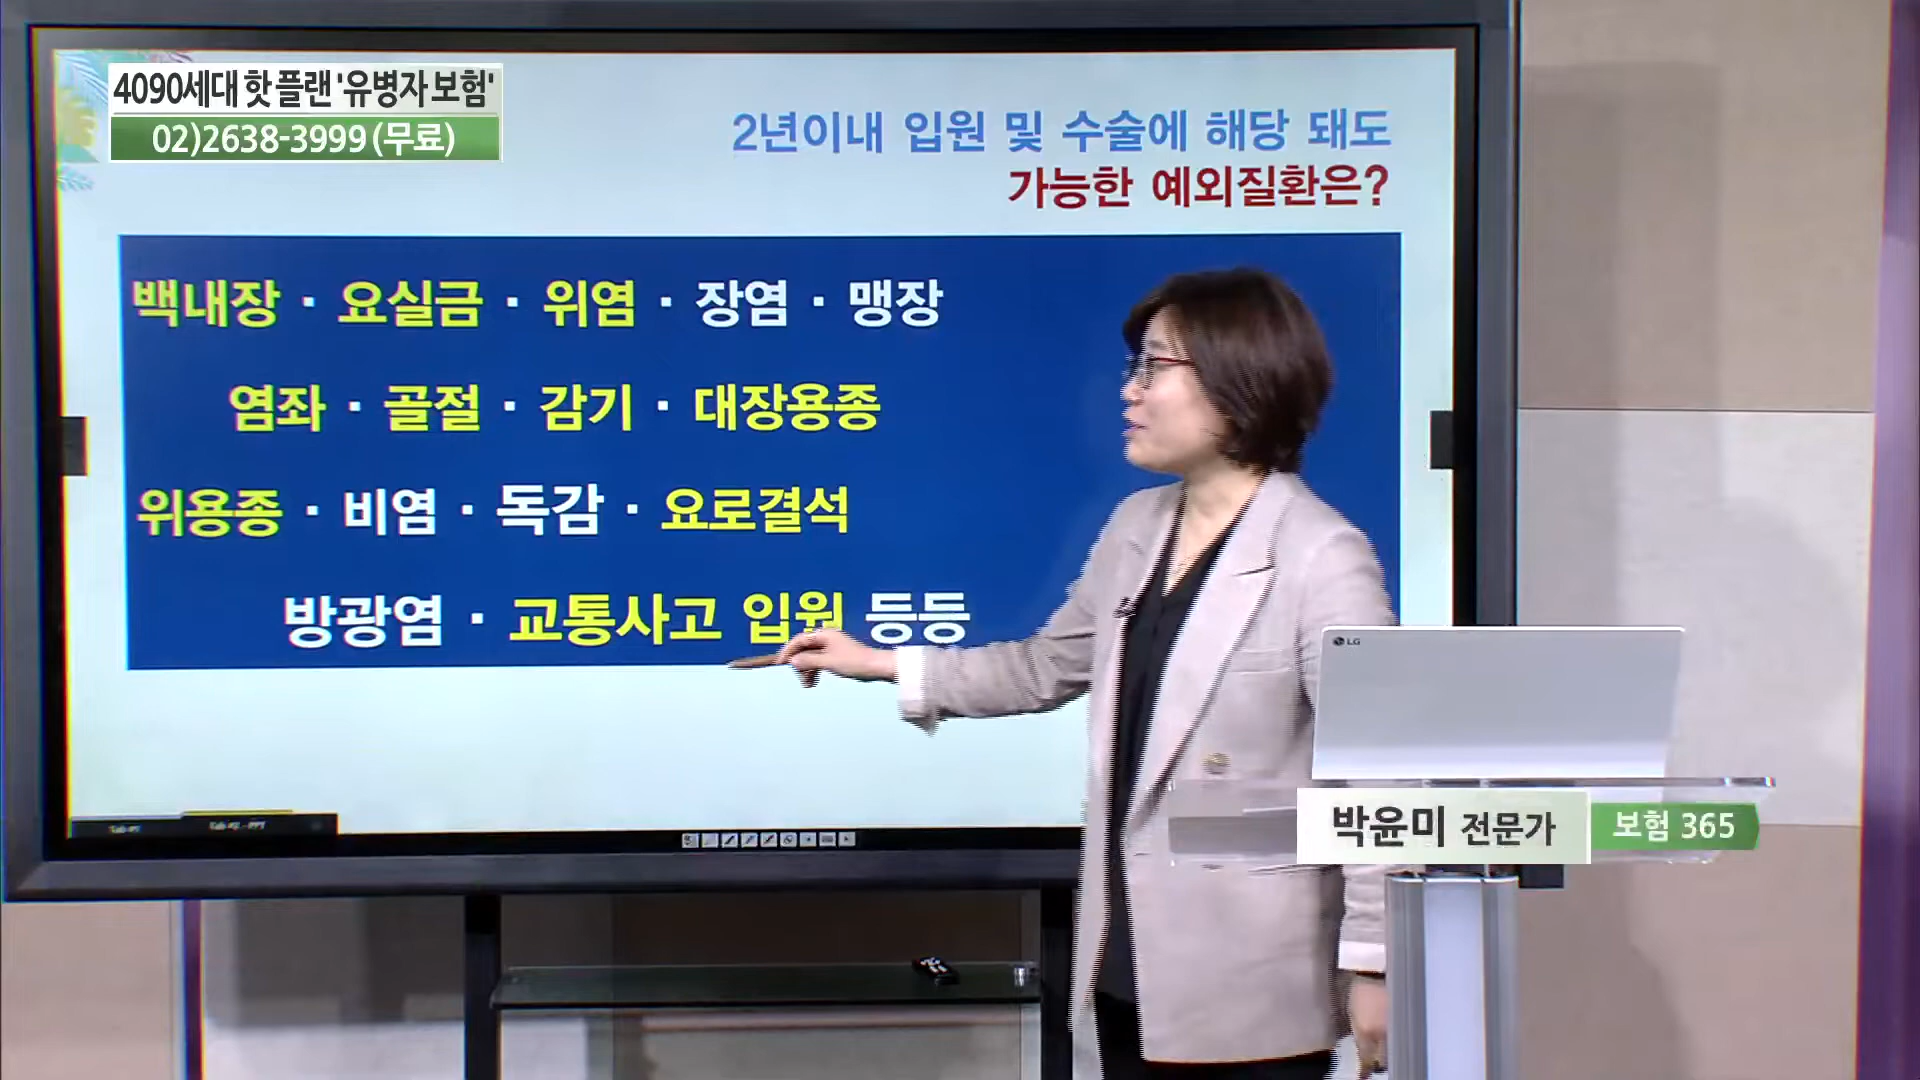 4090세대 핫 플랜 '유병자 보험'
02)2638-3999 (무료)
2년이내 입원 및 수술에 해당 돼도
가능한 예외질환은?
백내장 · 요실금 · 위염 · 장염 · 맹장
염좌 · 골절 · 감기 · 대장용종
위용종 · 비염 · 독감 · 요로결석
방광염 · 교통사고 입원 등등
LG
박윤미 전문가
보험 365
Tab #1
Tab #2 - PPT